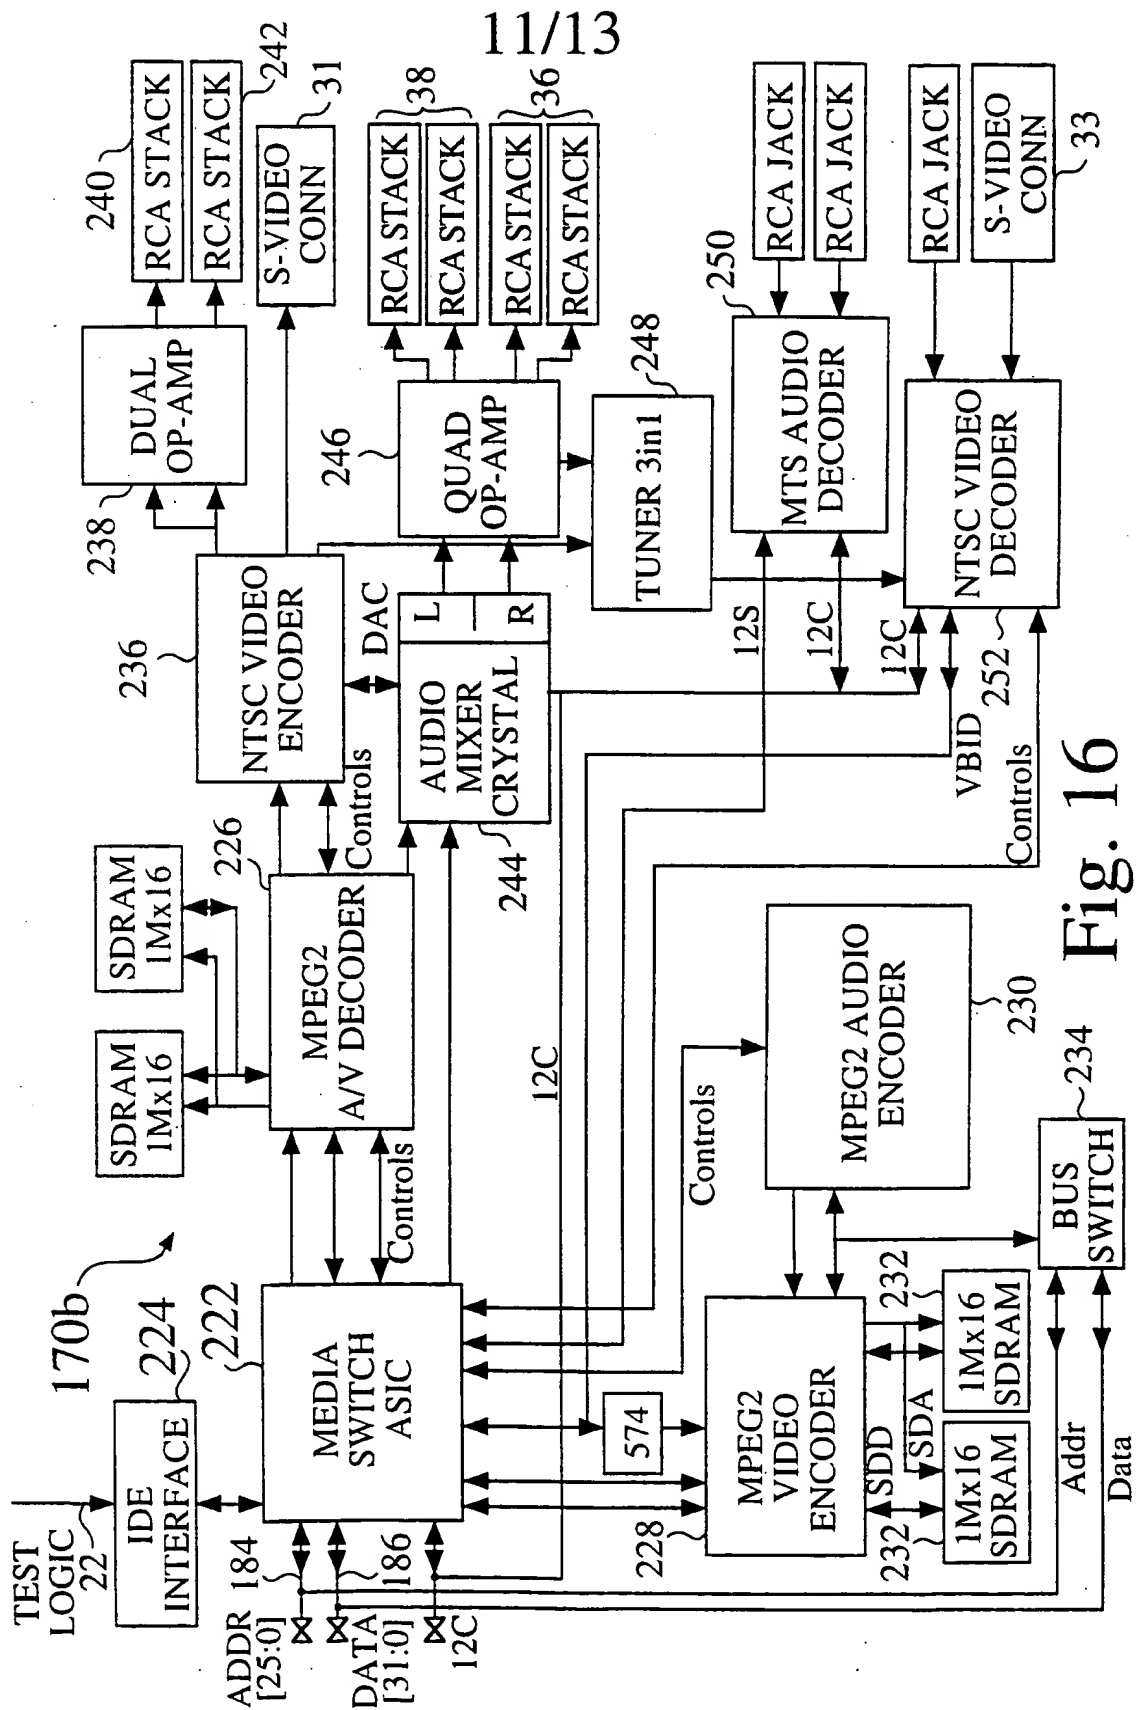 11/13
TEST
LOGIC
22
IDE
INTERFACE
224
170b
ADDR
[25:0]
184
DATA
[31:0]
186
12C
MEDIA
SWITCH
ASIC
222
SDRAM
1Mx16
SDRAM
1Mx16
MPEG2
A/V DECODER
226
Controls
Controls
NTSC VIDEO
ENCODER
236
DUAL
OP-AMP
238
RCA STACK
240
RCA STACK
242
S-VIDEO
CONN
31
DAC
AUDIO
MIXER
CRYSTAL
L
R
244
QUAD
OP-AMP
246
RCA STACK
RCA STACK
38
RCA STACK
RCA STACK
36
TUNER 3in1
248
12C
12S
12C
12C
VBID
Controls
MTS AUDIO
DECODER
250
RCA JACK
RCA JACK
NTSC VIDEO
DECODER
252
RCA JACK
S-VIDEO
CONN
33
574
Controls
MPEG2
VIDEO
ENCODER
228
MPEG2 AUDIO
ENCODER
230
SDD
SDA
1Mx16
SDRAM
232
1Mx16
SDRAM
232
BUS
SWITCH
234
Addr
Data
Fig. 16